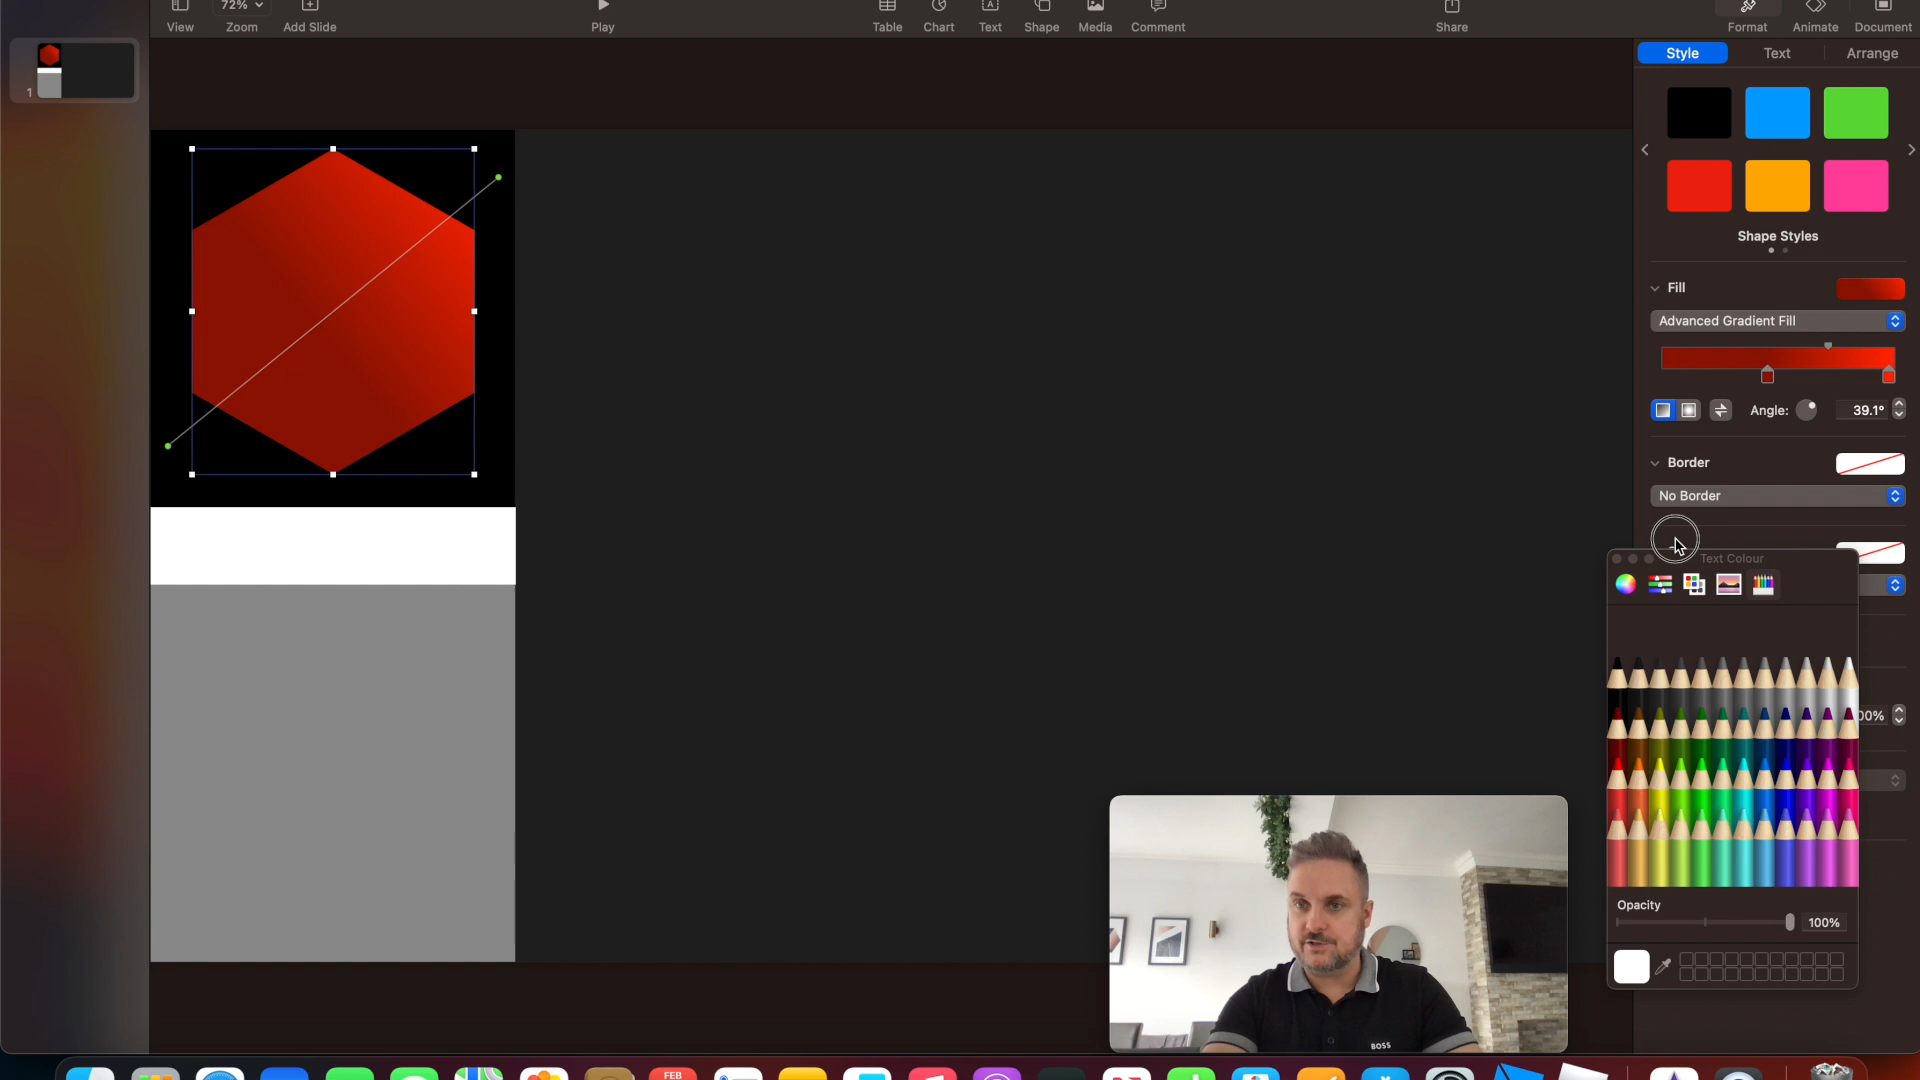 72%
View
Zoom
Add Slide
Play
Table
Chart
Text
Shape
Media
Comment
Share
Format
Animate
Document
1
Style
Text
Arrange
Shape Styles
Fill
Advanced Gradient Fill
Angle:
39.1°
Border
No Border
Text Colour
00%
Opacity
100%
BOSS
FEB